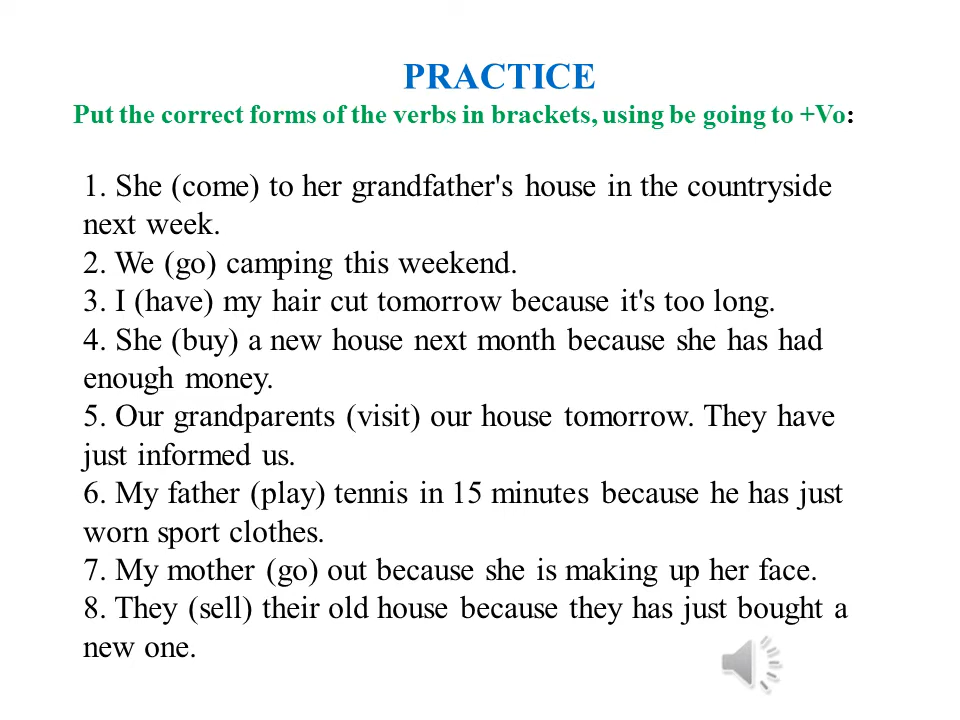 PRACTICE
Put the correct forms of the verbs in brackets, using be going to +Vo:
1. She (come) to her grandfather's house in the countryside
next week.
2. We (go) camping this weekend.
3. I (have) my hair cut tomorrow because it's too long.
4. She (buy) a new house next month because she has had
enough money.
5. Our grandparents (visit) our house tomorrow. They have
just informed us.
6. My father (play) tennis in 15 minutes because he has just
worn sport clothes.
7. My mother (go) out because she is making up her face.
8. They (sell) their old house because they has just bought a
new one.